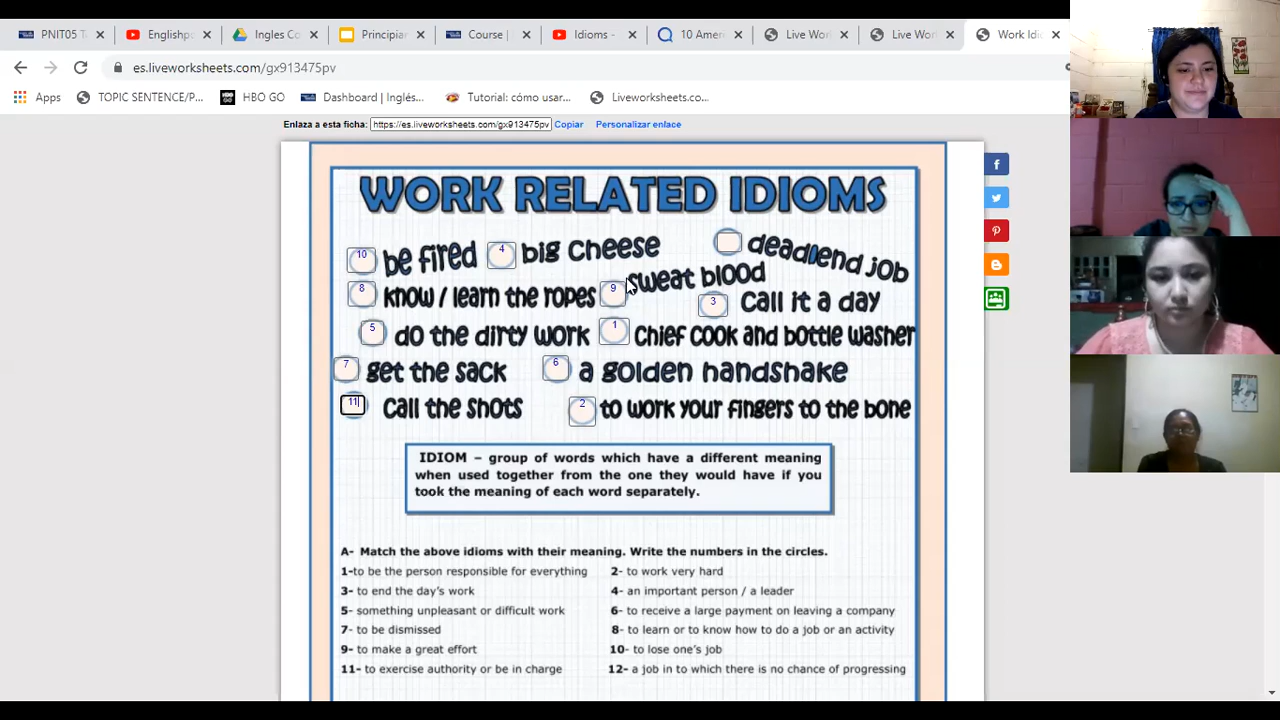 PNIT05 T
Englishp
Ingles Co
Principiar
Course
Idioms -
10 Amer
Live Wor
Live Wor
Work Idio
es.liveworksheets.com/gx913475pv
Apps
TOPIC SENTENCE/P...
HBO GO
Dashboard | Inglés...
Tutorial: cómo usar...
Liveworksheets.co...
Enlaza a esta ficha: https://es.liveworksheets.com/gx913475pv Copiar Personalizar enlace
WORK RELATED IDIOMS
10 be fired 4 big cheese deadlend job
8 know / learn the ropes 9 sweat blood
3 Call it a day
5 do the dirty work 1 Chief cook and bottle washer
7 get the sack 6 a golden handshake
11 Call the shots 2 to work your fingers to the bone
IDIOM – group of words which have a different meaning
when used together from the one they would have if you
took the meaning of each word separately.
A- Match the above idioms with their meaning. Write the numbers in the circles.
1-to be the person responsible for everything 2- to work very hard
3- to end the day's work 4- an important person / a leader
5- something unpleasant or difficult work 6- to receive a large payment on leaving a company
7- to be dismissed 8- to learn or to know how to do a job or an activity
9- to make a great effort 10- to lose one's job
11- to exercise authority or be in charge 12- a job in to which there is no chance of progressing